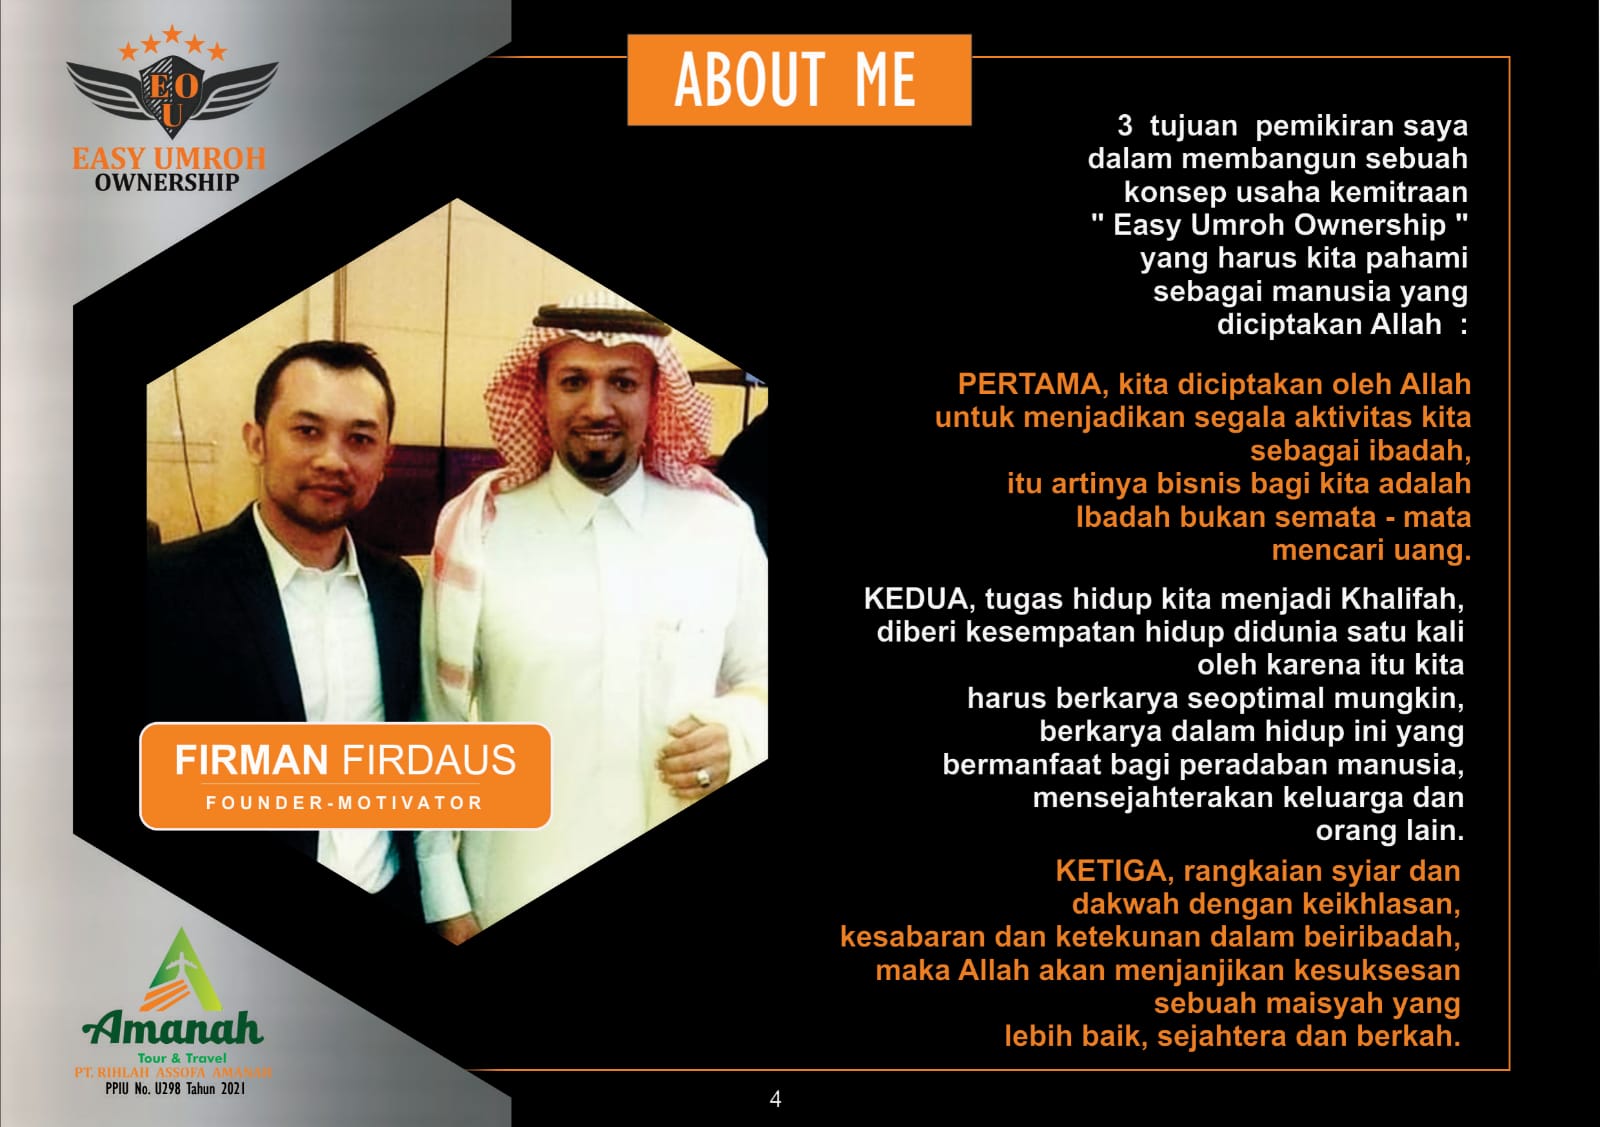 EOU
EASY UMROH
OWNERSHIP
ABOUT ME
3 tujuan pemikiran saya
dalam membangun sebuah
konsep usaha kemitraan
" Easy Umroh Ownership "
yang harus kita pahami
sebagai manusia yang
diciptakan Allah :
PERTAMA, kita diciptakan oleh Allah
untuk menjadikan segala aktivitas kita
sebagai ibadah,
itu artinya bisnis bagi kita adalah
Ibadah bukan semata - mata
mencari uang.
KEDUA, tugas hidup kita menjadi Khalifah,
diberi kesempatan hidup didunia satu kali
oleh karena itu kita
harus berkarya seoptimal mungkin,
berkarya dalam hidup ini yang
bermanfaat bagi peradaban manusia,
mensejahterakan keluarga dan
orang lain.
KETIGA, rangkaian syiar dan
dakwah dengan keikhlasan,
kesabaran dan ketekunan dalam beiribadah,
maka Allah akan menjanjikan kesuksesan
sebuah maisyah yang
lebih baik, sejahtera dan berkah.
FIRMAN FIRDAUS
FOUNDER-MOTIVATOR
Amanah
Tour & Travel
PT. RIHLAH ASSOFA AMANAH
PPIU No. U298 Tahun 2021
4